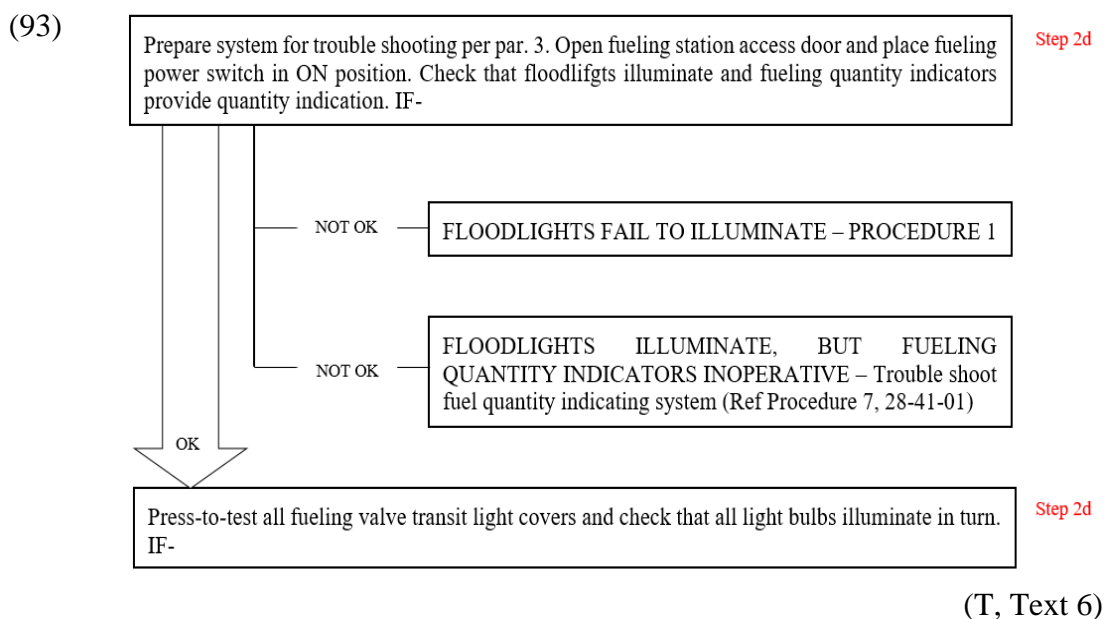 (93)
Prepare system for trouble shooting per par. 3. Open fueling station access door and place fueling
Step 2d
power switch in ON position. Check that floodlifgts illuminate and fueling quantity indicators
provide quantity indication. IF-
NOT OK
FLOODLIGHTS FAIL TO ILLUMINATE – PROCEDURE 1
FLOODLIGHTS ILLUMINATE, BUT FUELING
NOT OK
QUANTITY INDICATORS INOPERATIVE – Trouble shoot
fuel quantity indicating system (Ref Procedure 7, 28-41-01)
OK
Press-to-test all fueling valve transit light covers and check that all light bulbs illuminate in turn.
Step 2d
IF-
(T, Text 6)